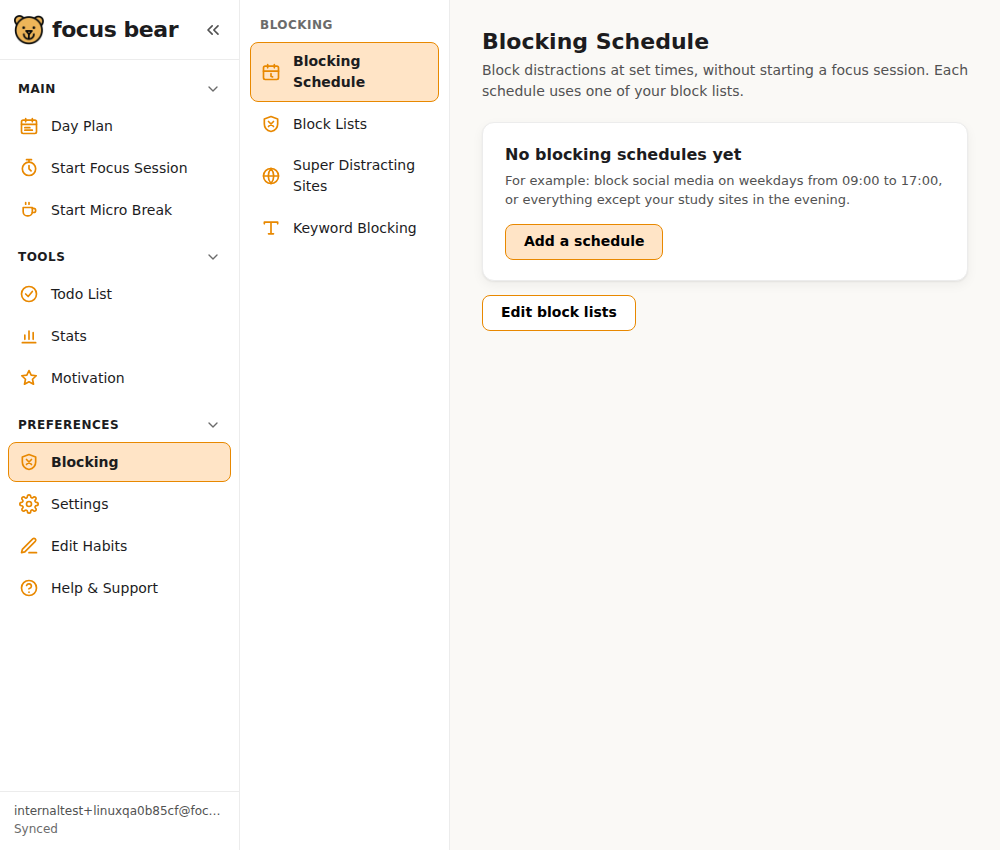 focus bear
MAIN
Day Plan
Start Focus Session
Start Micro Break
TOOLS
Todo List
Stats
Motivation
PREFERENCES
Blocking
Settings
Edit Habits
Help & Support
internaltest+linuxqa0b85cf@foc...
Synced
BLOCKING
Blocking
Schedule
Block Lists
Super Distracting
Sites
Keyword Blocking
Blocking Schedule
Block distractions at set times, without starting a focus session. Each
schedule uses one of your block lists.
No blocking schedules yet
For example: block social media on weekdays from 09:00 to 17:00,
or everything except your study sites in the evening.
Add a schedule
Edit block lists